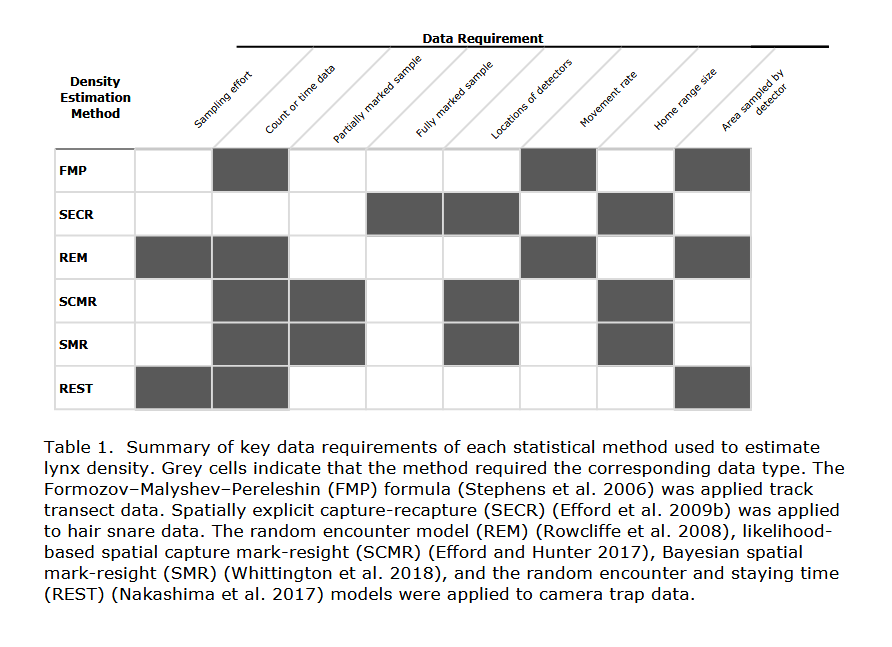 Data Requirement
Density
Estimation
Method
Sampling effort
Count or time data
Partially marked sample
Fully marked sample
Locations of detectors
Movement rate
Home range size
Area sampled by
detector
FMP
SECR
REM
SCMR
SMR
REST
Table 1.  Summary of key data requirements of each statistical method used to estimate
lynx density. Grey cells indicate that the method required the corresponding data type. The
Formozov–Malyshev–Pereleshin (FMP) formula (Stephens et al. 2006) was applied track
transect data. Spatially explicit capture-recapture (SECR) (Efford et al. 2009b) was applied
to hair snare data. The random encounter model (REM) (Rowcliffe et al. 2008), likelihood-
based spatial capture mark-resight (SCMR) (Efford and Hunter 2017), Bayesian spatial
mark-resight (SMR) (Whittington et al. 2018), and the random encounter and staying time
(REST) (Nakashima et al. 2017) models were applied to camera trap data.